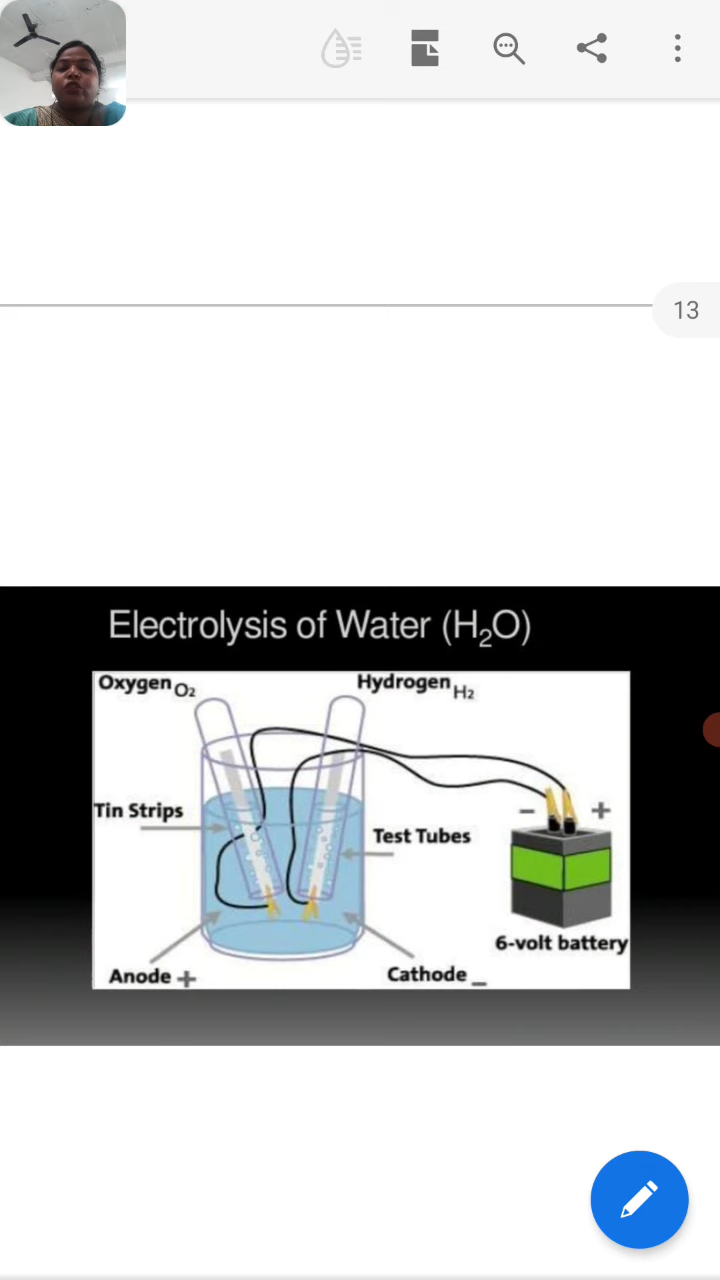 13
Electrolysis of Water (H₂O)
Oxygen O₂
Hydrogen H₂
Tin Strips
Test Tubes
- +
6-volt battery
Anode +
Cathode -